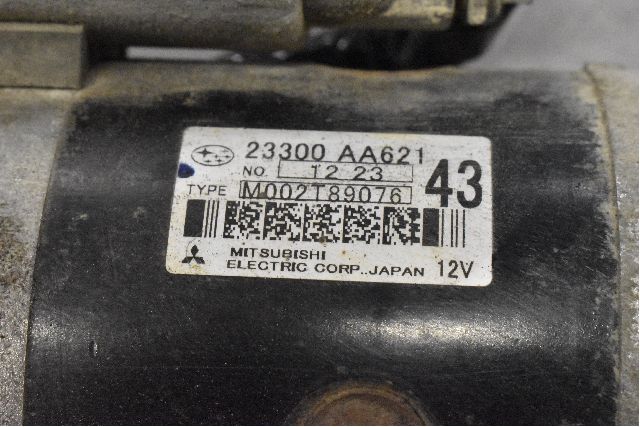 23300 AA621
NO. 12 23
TYPE M002T89076 43
MITSUBISHI
ELECTRIC CORP., JAPAN 12V